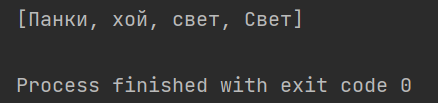 [Панки, хой, свет, Свет]
Process finished with exit code 0